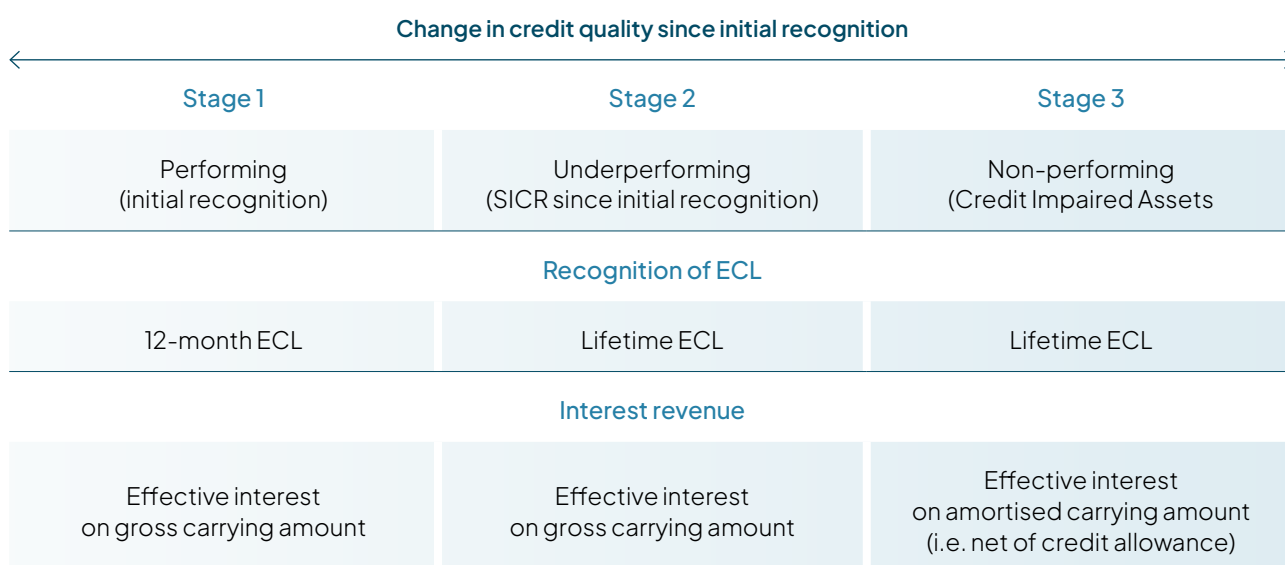 Change in credit quality since initial recognition
Stage 1
Stage 2
Stage 3
Performing
(initial recognition)
Underperforming
(SICR since initial recognition)
Non-performing
(Credit Impaired Assets
Recognition of ECL
12-month ECL
Lifetime ECL
Lifetime ECL
Interest revenue
Effective interest
on gross carrying amount
Effective interest
on gross carrying amount
Effective interest
on amortised carrying amount
(i.e. net of credit allowance)